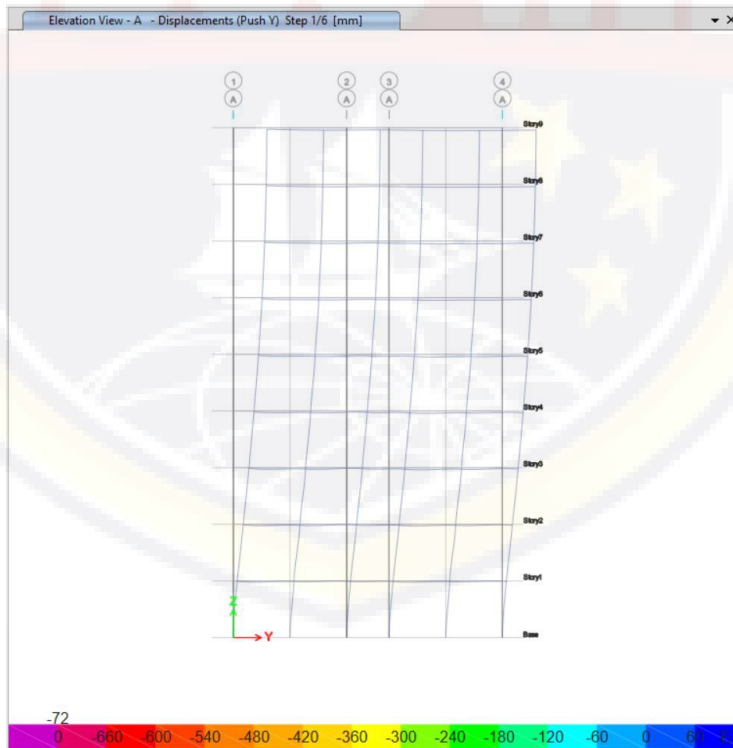 Elevation View - A - Displacements (Push Y) Step 1/6 [mm]
1 2 3 4
A A A A
Story9
Story8
Story7
Story6
Story5
Story4
Story3
Story2
Story1
Z
Y
Base
-72
0 -660 -600 -540 -480 -420 -360 -300 -240 -180 -120 -60 0 60